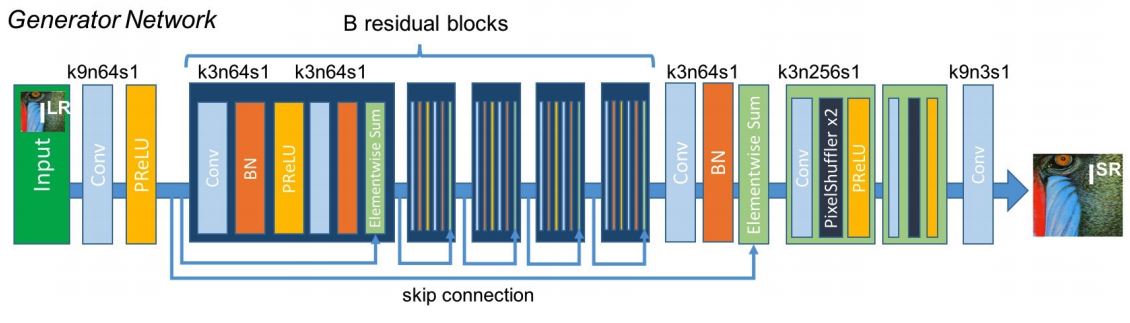 Generator Network
B residual blocks
k9n64s1
k3n64s1
k3n64s1
k3n64s1
k3n256s1
k9n3s1
I LR
Input
Conv
PReLU
Conv
BN
PReLU
Elementwise Sum
Conv
BN
Elementwise Sum
Conv
PixelShuffler x2
PReLU
Conv
I SR
skip connection